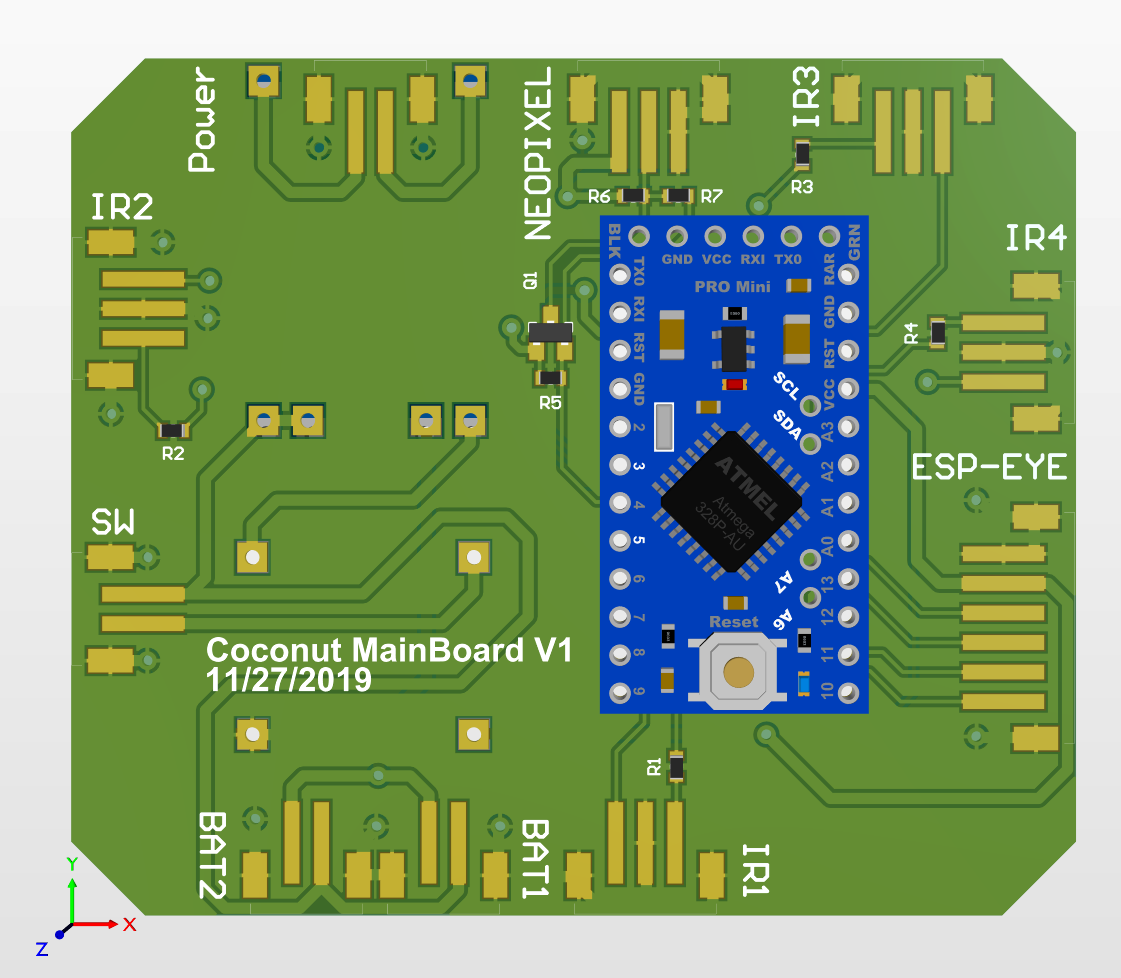 Power
NEOPIXEL
IR3
R3
R6
R7
IR2
IR4
BLK
GRN
GND VCC RXI TX0
TX0
RXI
RST
GND
2
3
4
5
6
7
8
9
RAR
GND
RST
VCC
A3
A2
A1
A0
13
12
11
10
PRO Mini
Q1
R4
SCL
SDA
R5
R2
ATMEL
Atmega
328P-AU
ESP-EYE
SW
A7
A6
Reset
Coconut MainBoard V1
11/27/2019
R1
BAT2
BAT1
IR1
Y
X
Z